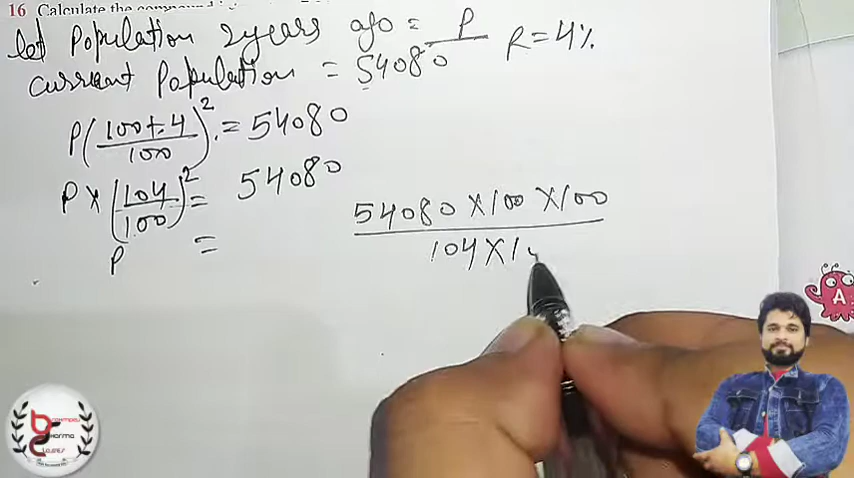 16 Calculate the compound
let Population 2years ago = P
R = 4%
current Population = 54080
P(100+4/100)² = 54080
P × (104/100)² = 54080
P = 54080 × 100 × 100 / 104 × 1